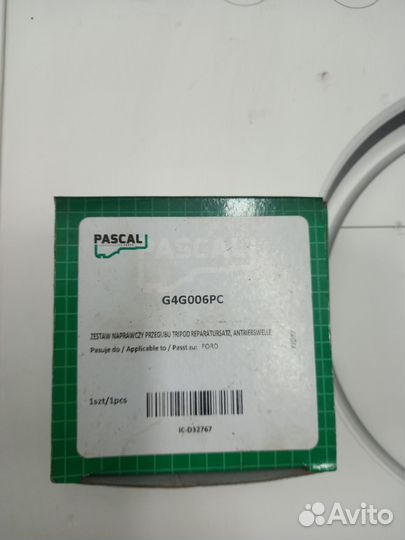 PASCAL
G4G006PC
ZESTAW NAPRAWCZY PRZEGUBU TRIPOD REPARATURSATZ, ANTRIEBSWELLE
Pasuje do / Applicable to / Passt zu: FORD
1szt/1pcs
IC-D32767
Avito